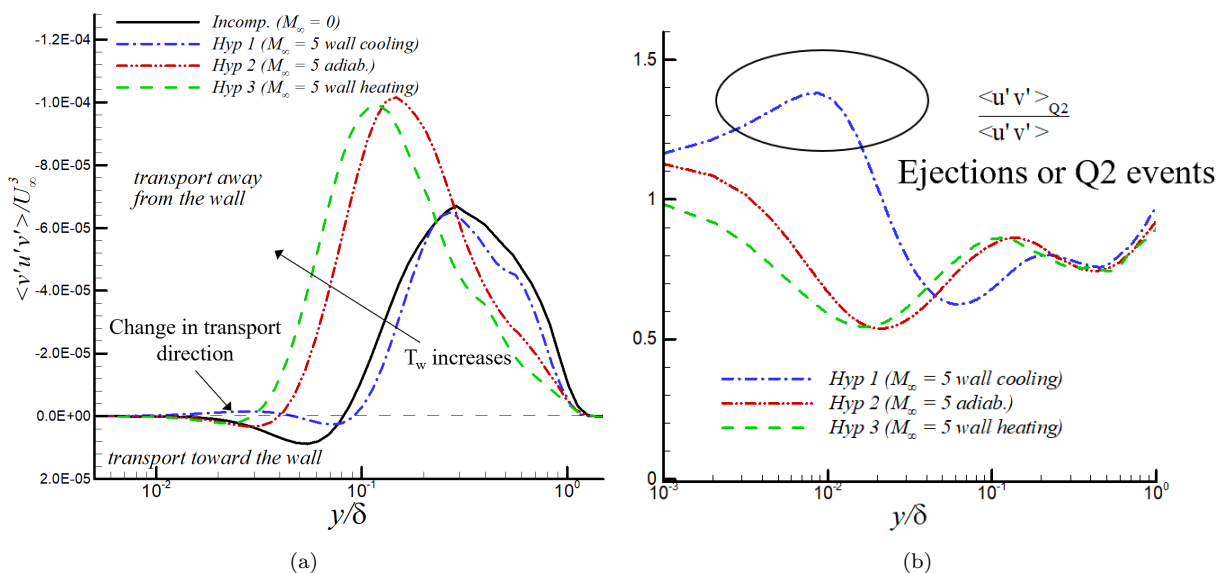 Incomp. (M∞ = 0)
Hyp 1 (M∞ = 5 wall cooling)
Hyp 2 (M∞ = 5 adiab.)
Hyp 3 (M∞ = 5 wall heating)
-1.2E-04
-1.0E-04
-8.0E-05
-6.0E-05
-4.0E-05
-2.0E-05
0.0E+00
2.0E-05
<v'u'v'>/U∞³
transport away
from the wall
Change in transport
direction
Tw increases
transport toward the wall
10⁻²
10⁻¹
10⁰
y/δ
(a)
1.5
1
0.5
0
<u'v'>Q2
<u'v'>
Ejections or Q2 events
Hyp 1 (M∞ = 5 wall cooling)
Hyp 2 (M∞ = 5 adiab.)
Hyp 3 (M∞ = 5 wall heating)
10⁻³
10⁻²
10⁻¹
10⁰
y/δ
(b)